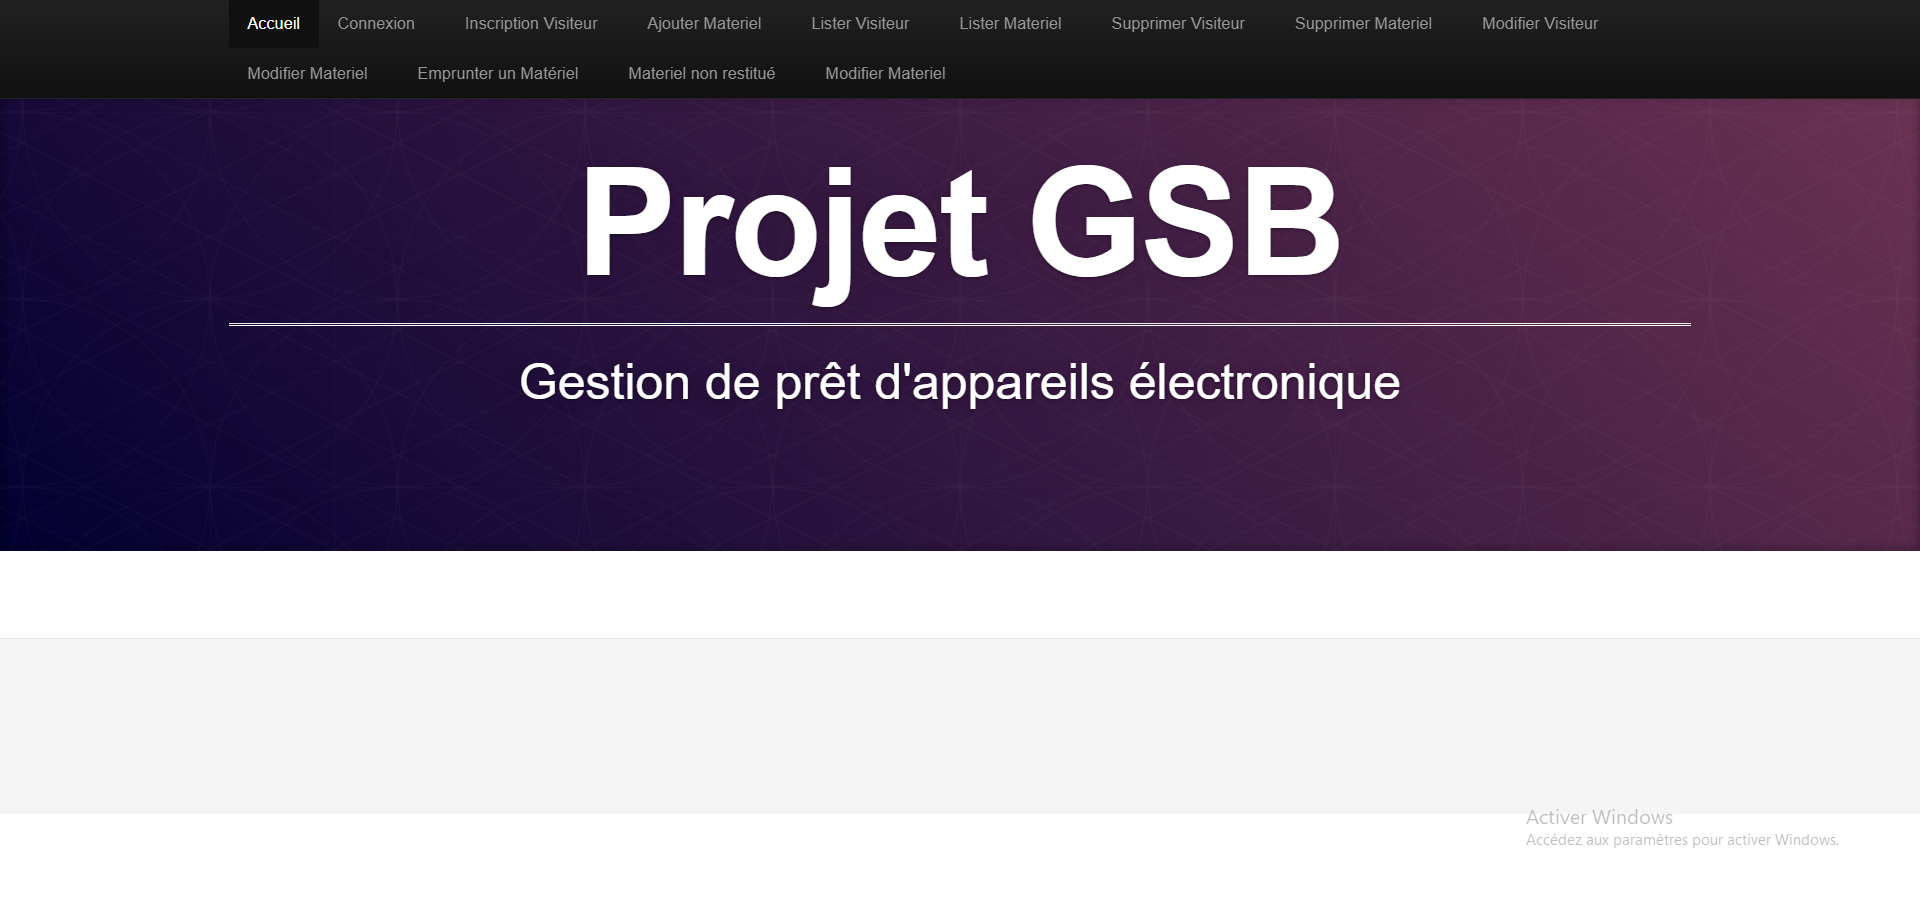 Accueil Connexion Inscription Visiteur Ajouter Materiel Lister Visiteur Lister Materiel Supprimer Visiteur Supprimer Materiel Modifier Visiteur
Modifier Materiel Emprunter un Matériel Materiel non restitué Modifier Materiel
Projet GSB
Gestion de prêt d'appareils électronique
Activer Windows
Accédez aux paramètres pour activer Windows.